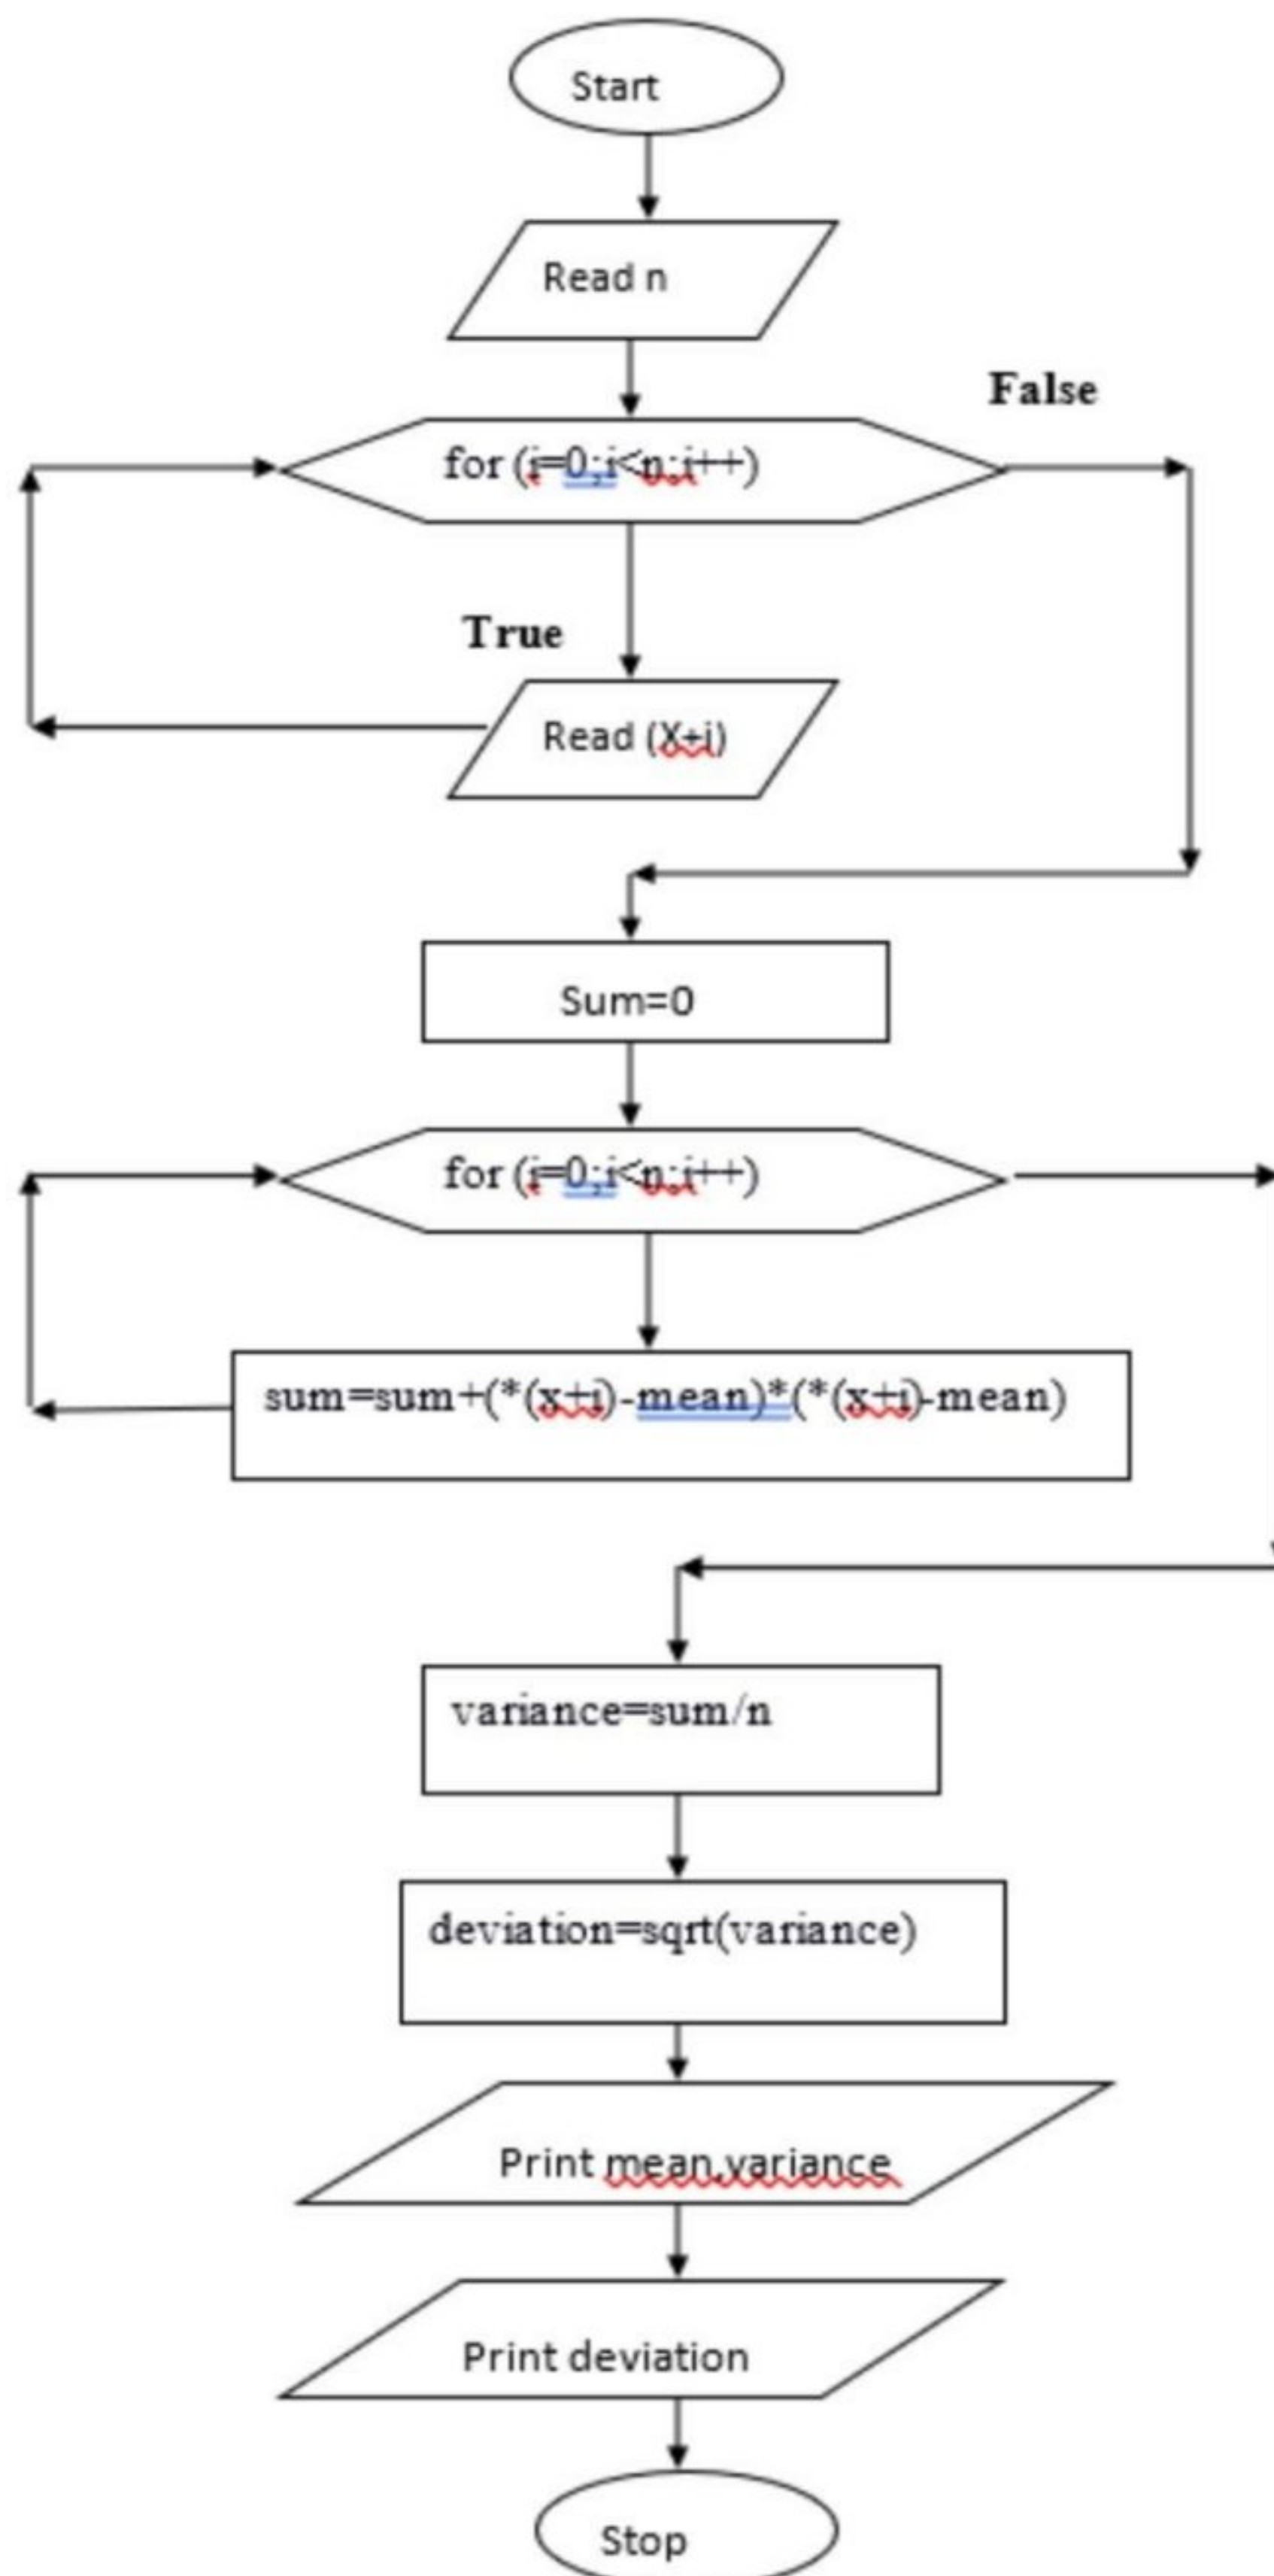 Start
Read n
False
for (i=0;i<n;i++)
True
Read (X+i)
Sum=0
for (i=0;i<n;i++)
sum=sum+(*(x+i)-mean)*(*(x+i)-mean)
variance=sum/n
deviation=sqrt(variance)
Print mean,variance
Print deviation
Stop